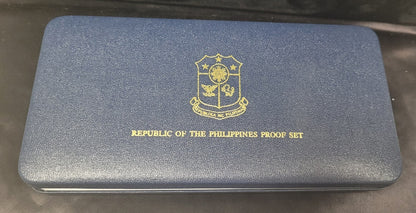 REPUBLIKA NG PILIPINAS
REPUBLIC OF THE PHILIPPINES PROOF SET